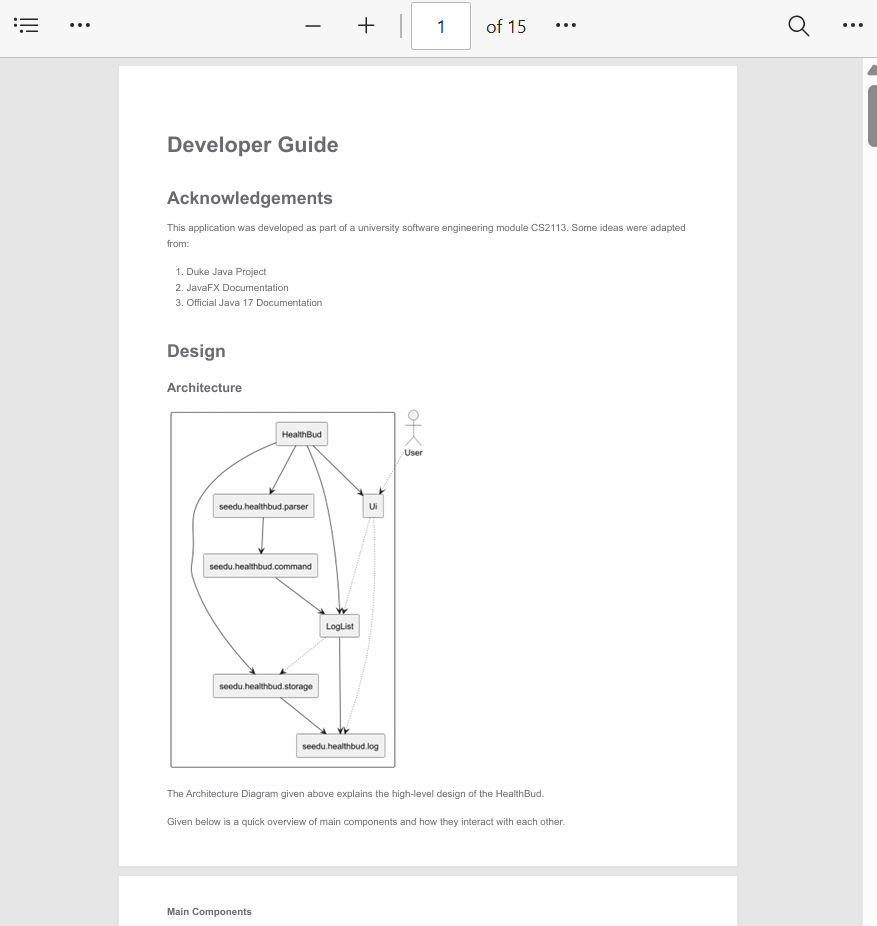 1 of 15
Developer Guide
Acknowledgements
This application was developed as part of a university software engineering module CS2113. Some ideas were adapted
from:
1. Duke Java Project
2. JavaFX Documentation
3. Official Java 17 Documentation
Design
Architecture
HealthBud
User
seedu.healthbud.parser
Ui
seedu.healthbud.command
LogList
seedu.healthbud.storage
seedu.healthbud.log
The Architecture Diagram given above explains the high-level design of the HealthBud.
Given below is a quick overview of main components and how they interact with each other.
Main Components